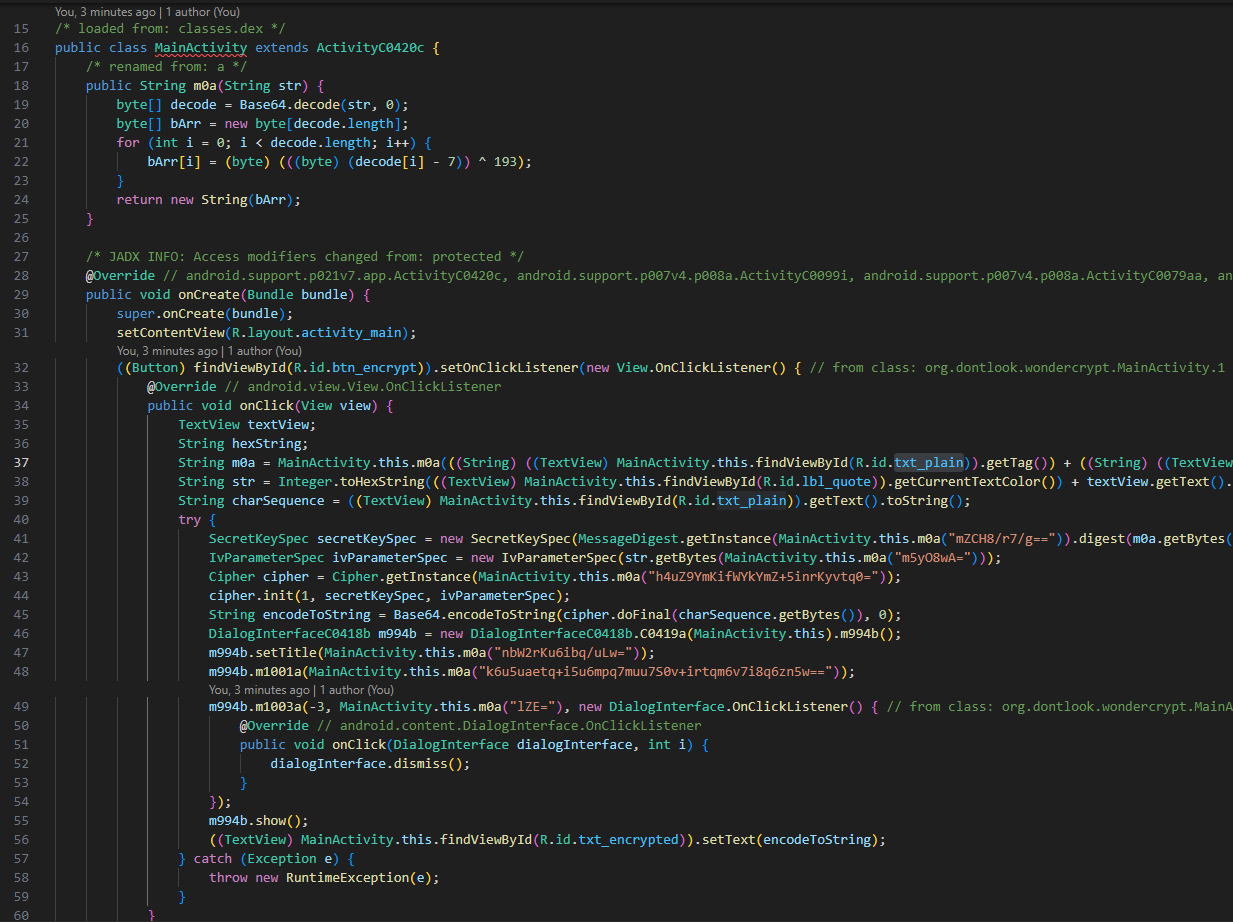 You, 3 minutes ago | 1 author (You)
15 /* loaded from: classes.dex */
16 public class MainActivity extends ActivityC0420c {
17 /* renamed from: a */
18 public String m0a(String str) {
19 byte[] decode = Base64.decode(str, 0);
20 byte[] bArr = new byte[decode.length];
21 for (int i = 0; i < decode.length; i++) {
22 bArr[i] = (byte) (((byte) (decode[i] - 7)) ^ 193);
23 }
24 return new String(bArr);
25 }
26
27 /* JADX INFO: Access modifiers changed from: protected */
28 @Override // android.support.p021v7.app.ActivityC0420c, android.support.p007v4.p008a.ActivityC0099i, android.support.p007v4.p008a.ActivityC0079aa, an
29 public void onCreate(Bundle bundle) {
30 super.onCreate(bundle);
31 setContentView(R.layout.activity_main);
You, 3 minutes ago | 1 author (You)
32 ((Button) findViewById(R.id.btn_encrypt)).setOnClickListener(new View.OnClickListener() { // from class: org.dontlook.wondercrypt.MainActivity.1
33 @Override // android.view.View.OnClickListener
34 public void onClick(View view) {
35 TextView textView;
36 String hexString;
37 String m0a = MainActivity.this.m0a(((String) ((TextView) MainActivity.this.findViewById(R.id.txt_plain)).getTag()) + ((String) ((TextView
38 String str = Integer.toHexString(((TextView) MainActivity.this.findViewById(R.id.lbl_quote)).getCurrentTextColor()) + textView.getText().
39 String charSequence = ((TextView) MainActivity.this.findViewById(R.id.txt_plain)).getText().toString();
40 try {
41 SecretKeySpec secretKeySpec = new SecretKeySpec(MessageDigest.getInstance(MainActivity.this.m0a("mZCH8/r7/g==")).digest(m0a.getBytes(
42 IvParameterSpec ivParameterSpec = new IvParameterSpec(str.getBytes(MainActivity.this.m0a("m5yO8wA=")));
43 Cipher cipher = Cipher.getInstance(MainActivity.this.m0a("h4uZ9YmKifWYkYmZ+5inrKyvtq0="));
44 cipher.init(1, secretKeySpec, ivParameterSpec);
45 String encodeToString = Base64.encodeToString(cipher.doFinal(charSequence.getBytes()), 0);
46 DialogInterfaceC0418b m994b = new DialogInterfaceC0418b.C0419a(MainActivity.this).m994b();
47 m994b.setTitle(MainActivity.this.m0a("nbW2rKu6ibq/uLw="));
48 m994b.m1001a(MainActivity.this.m0a("k6u5uaetq+i5u6mpq7muu7S0v+irtqm6v7i8q6zn5w=="));
You, 3 minutes ago | 1 author (You)
49 m994b.m1003a(-3, MainActivity.this.m0a("lZE="), new DialogInterface.OnClickListener() { // from class: org.dontlook.wondercrypt.MainA
50 @Override // android.content.DialogInterface.OnClickListener
51 public void onClick(DialogInterface dialogInterface, int i) {
52 dialogInterface.dismiss();
53 }
54 });
55 m994b.show();
56 ((TextView) MainActivity.this.findViewById(R.id.txt_encrypted)).setText(encodeToString);
57 } catch (Exception e) {
58 throw new RuntimeException(e);
59 }
60 }